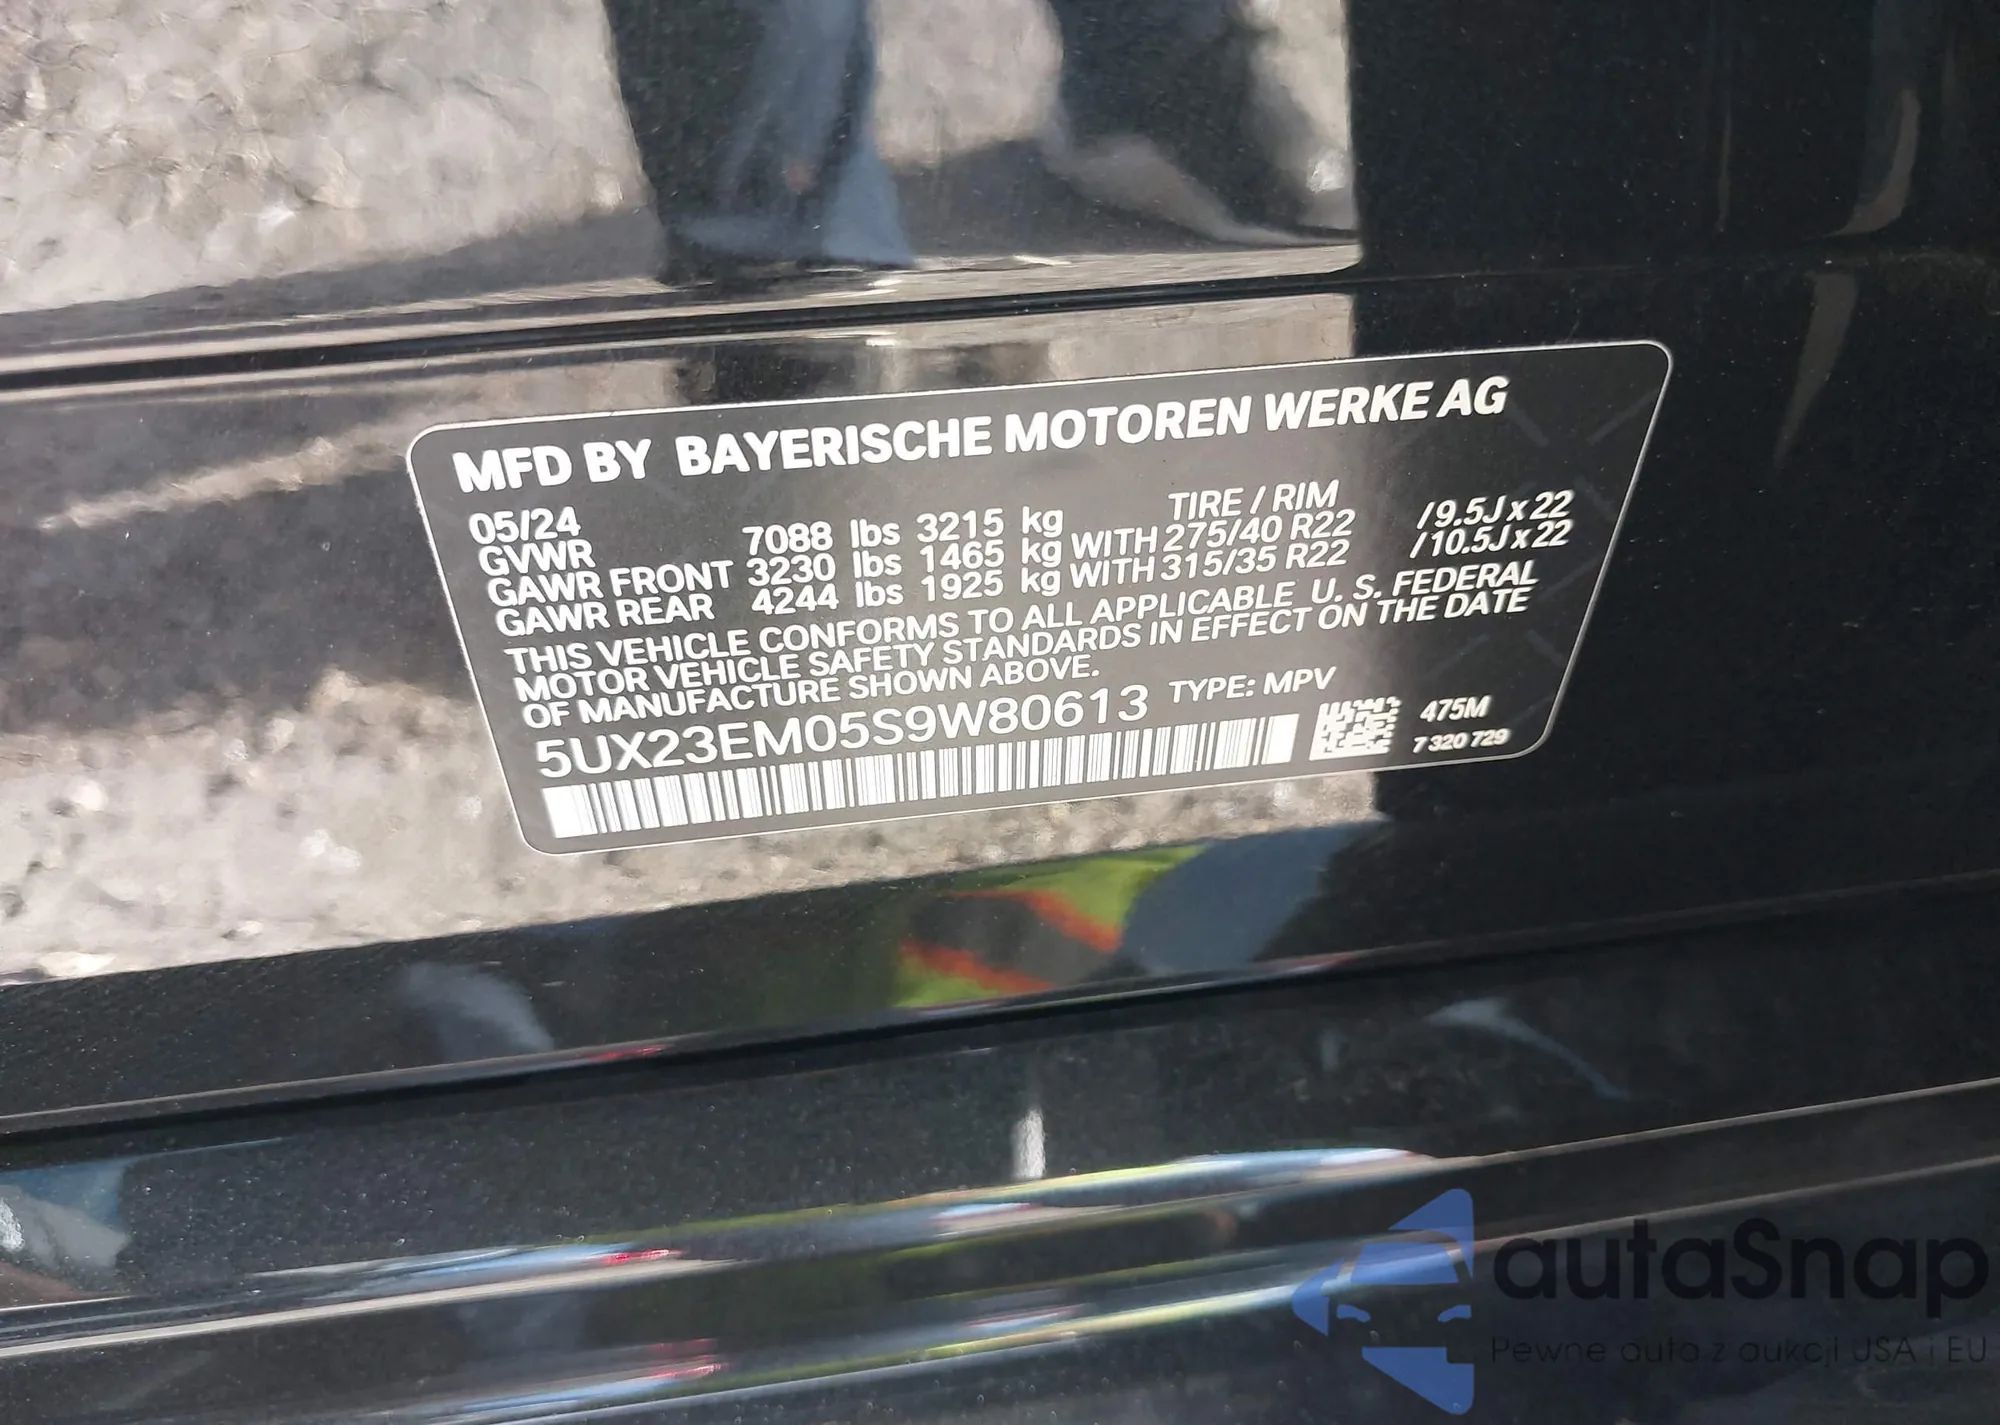 MFD BY BAYERISCHE MOTOREN WERKE AG
05/24 TIRE / RIM
GVWR 7088 lbs 3215 kg
GAWR FRONT 3230 lbs 1465 kg WITH 275/40 R22 /9.5J x 22
GAWR REAR 4244 lbs 1925 kg WITH 315/35 R22 /10.5J x 22
THIS VEHICLE CONFORMS TO ALL APPLICABLE U. S. FEDERAL
MOTOR VEHICLE SAFETY STANDARDS IN EFFECT ON THE DATE
OF MANUFACTURE SHOWN ABOVE.
5UX23EM05S9W80613 TYPE: MPV
475M
7 320 729
autaSnap
Pewne auta z aukcji USA i EU